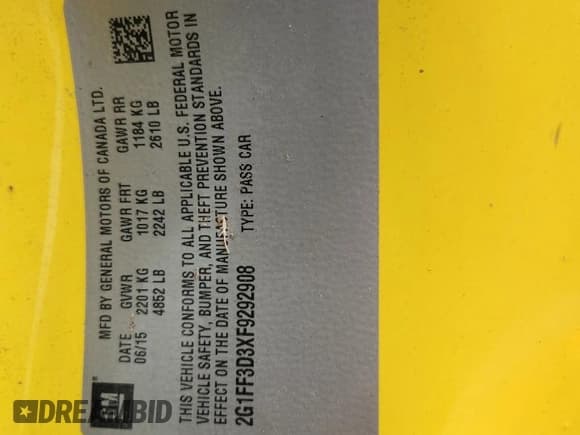 MFD BY GENERAL MOTORS OF CANADA LTD.
DATE GVWR GAWR FRT GAWR RR
06/15 2201 KG 1017 KG 1184 KG
4852 LB 2242 LB 2610 LB
THIS VEHICLE CONFORMS TO ALL APPLICABLE U.S. FEDERAL MOTOR
VEHICLE SAFETY, BUMPER, AND THEFT PREVENTION STANDARDS IN
EFFECT ON THE DATE OF MANUFACTURE SHOWN ABOVE.
2G1FF3D3XF9292908 TYPE: PASS CAR
GM
DREAMBID